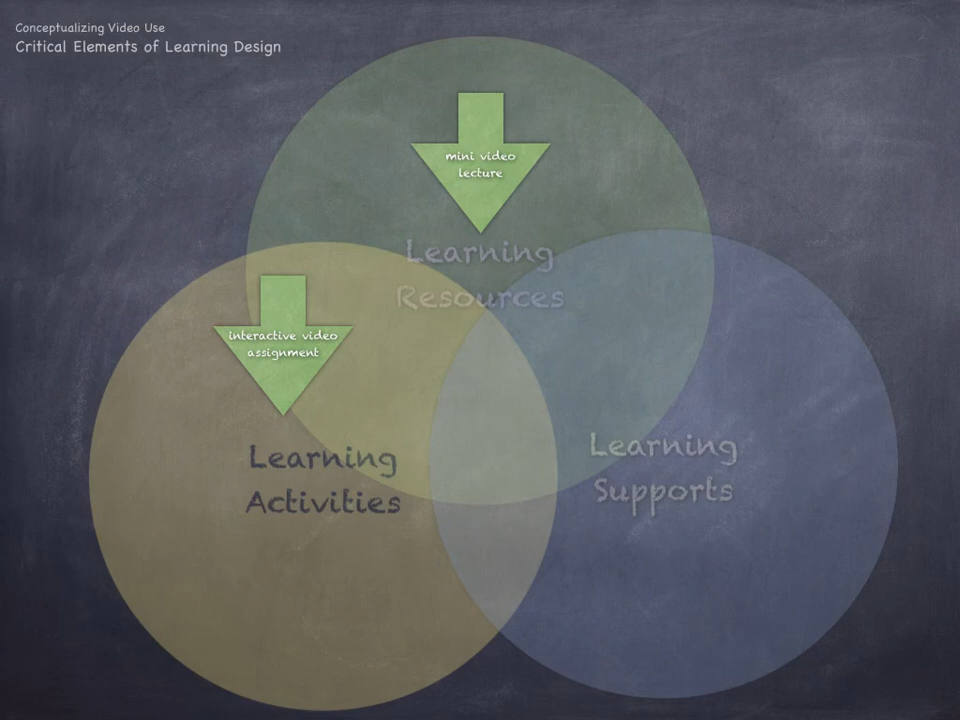 Conceptualizing Video Use
Critical Elements of Learning Design
mini video
lecture
Learning
Resources
interactive video
assignment
Learning
Activities
Learning
Supports